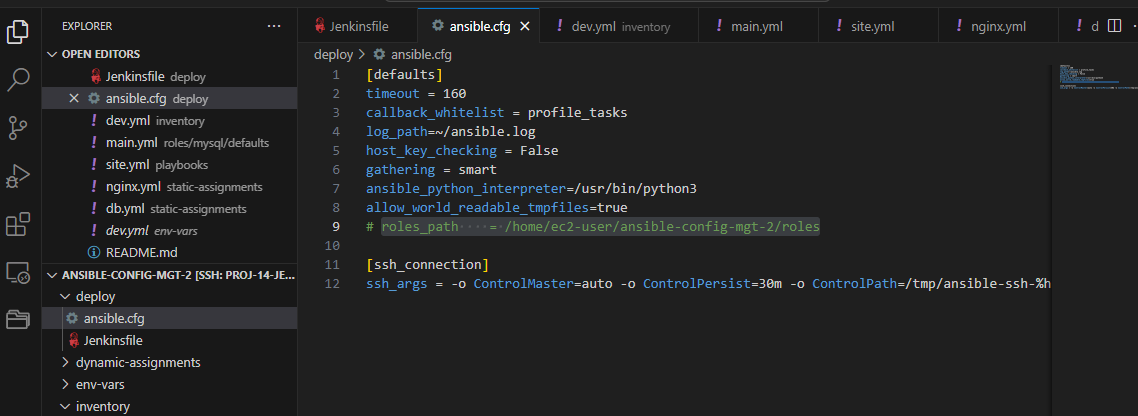 EXPLORER
OPEN EDITORS
Jenkinsfile deploy
ansible.cfg deploy
dev.yml inventory
main.yml roles/mysql/defaults
site.yml playbooks
nginx.yml static-assignments
db.yml static-assignments
dev.yml env-vars
README.md
ANSIBLE-CONFIG-MGT-2 [SSH: PROJ-14-JE...
deploy
ansible.cfg
Jenkinsfile
dynamic-assignments
env-vars
inventory
Jenkinsfile
ansible.cfg
dev.yml inventory
main.yml
site.yml
nginx.yml
d
deploy > ansible.cfg
1 [defaults]
2 timeout = 160
3 callback_whitelist = profile_tasks
4 log_path=~/ansible.log
5 host_key_checking = False
6 gathering = smart
7 ansible_python_interpreter=/usr/bin/python3
8 allow_world_readable_tmpfiles=true
9 # roles_path ····= /home/ec2-user/ansible-config-mgt-2/roles
10
11 [ssh_connection]
12 ssh_args = -o ControlMaster=auto -o ControlPersist=30m -o ControlPath=/tmp/ansible-ssh-%h